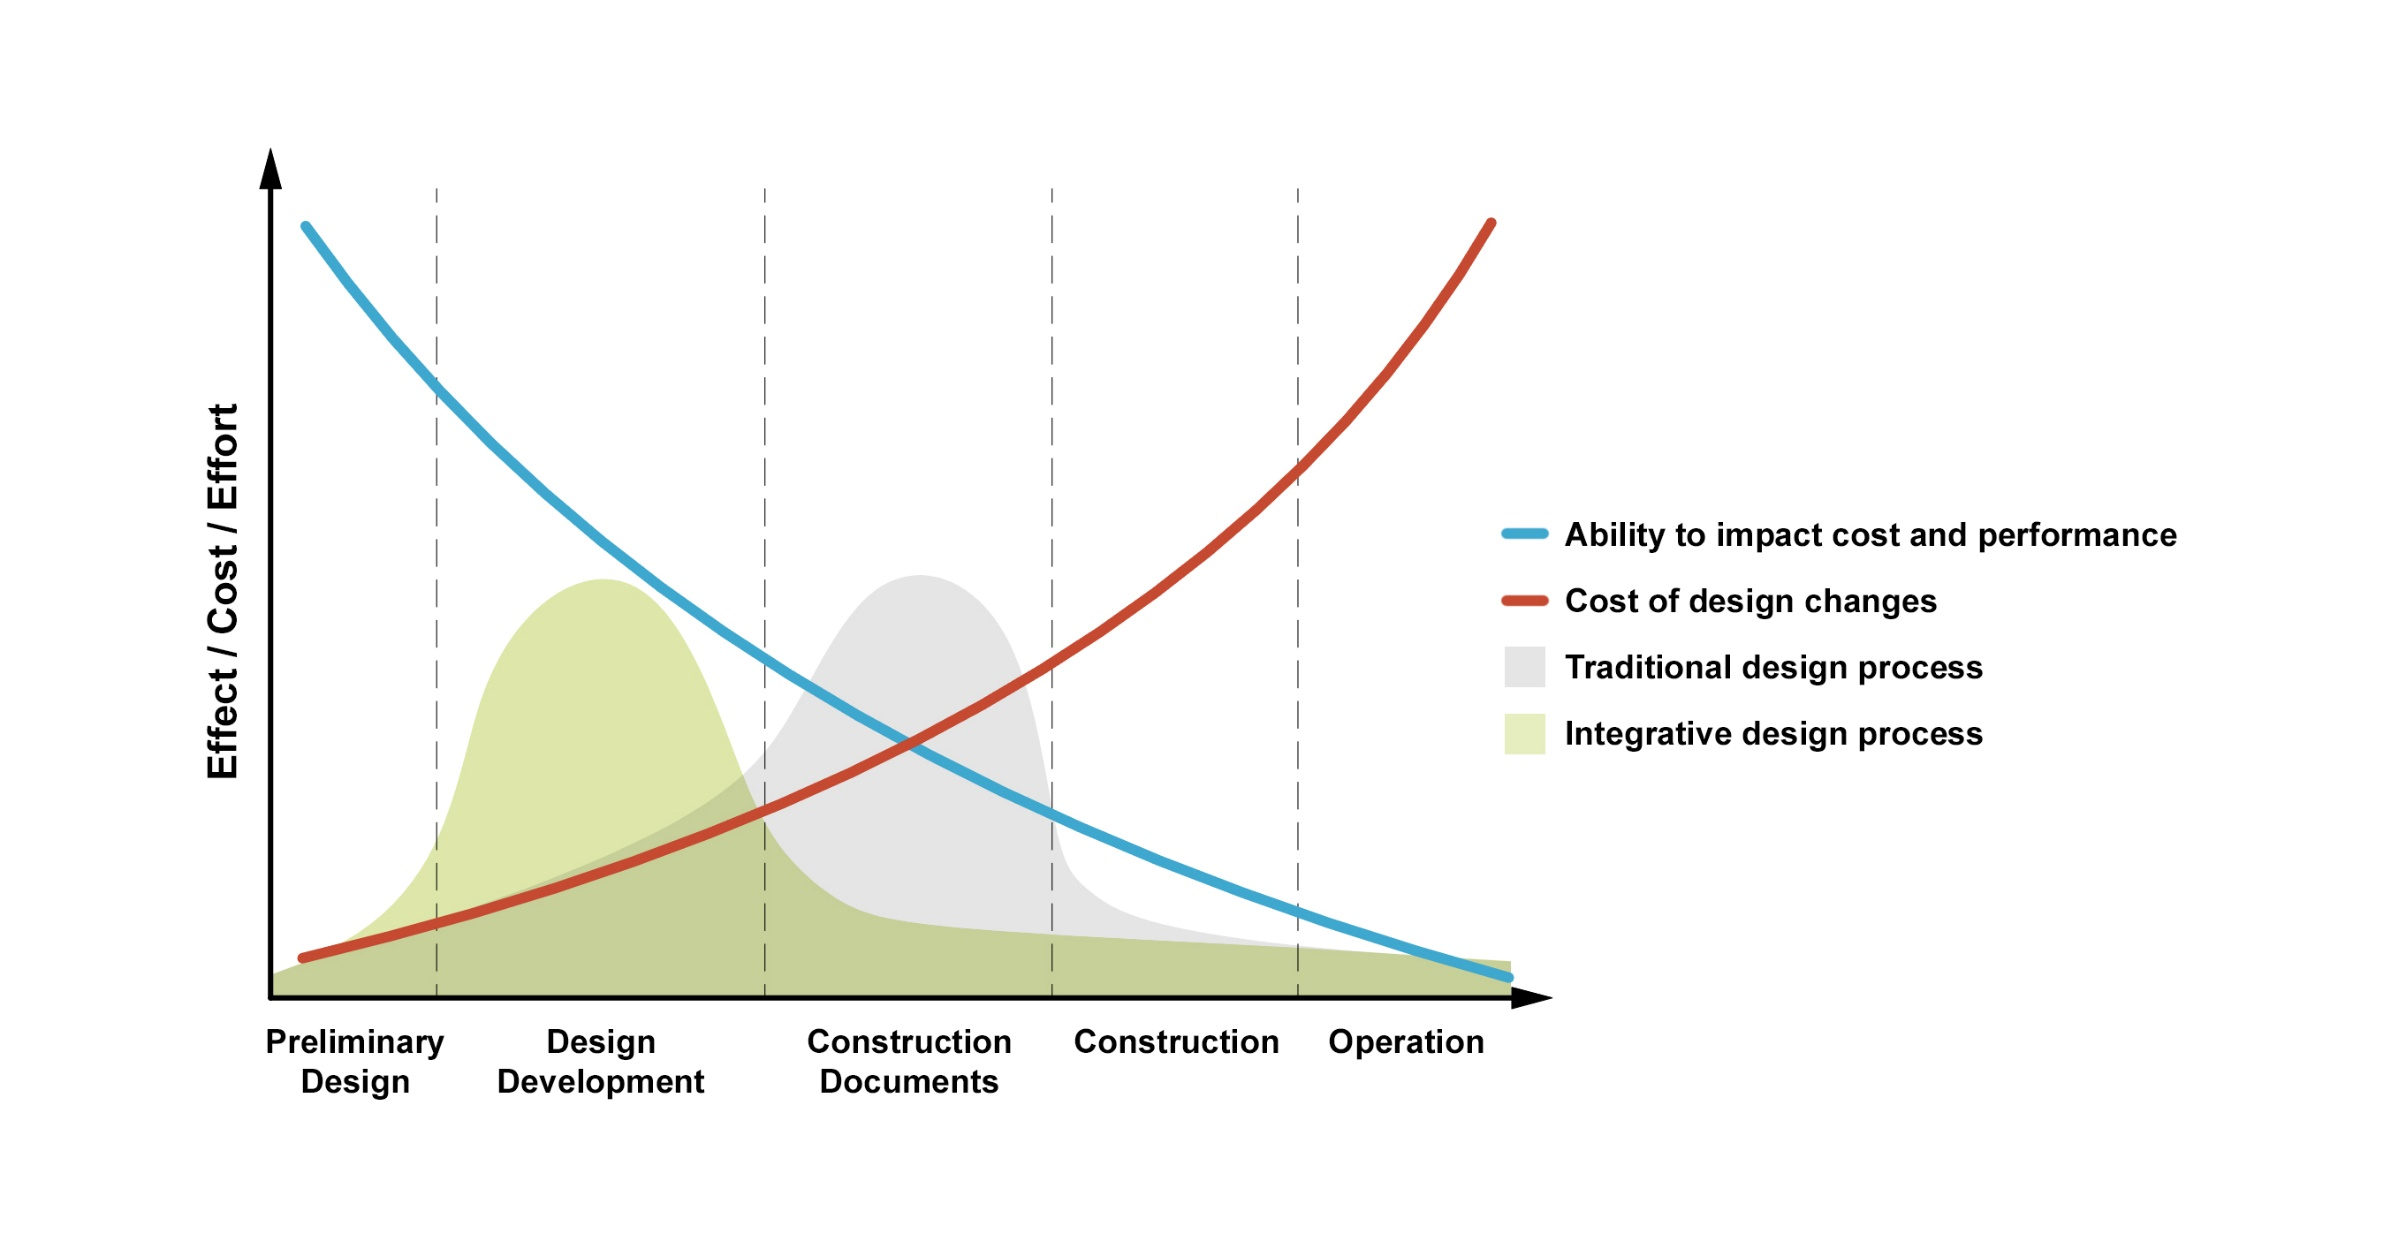 Effect / Cost / Effort
Ability to impact cost and performance
Cost of design changes
Traditional design process
Integrative design process
Preliminary
Design
Design
Development
Construction
Documents
Construction
Operation